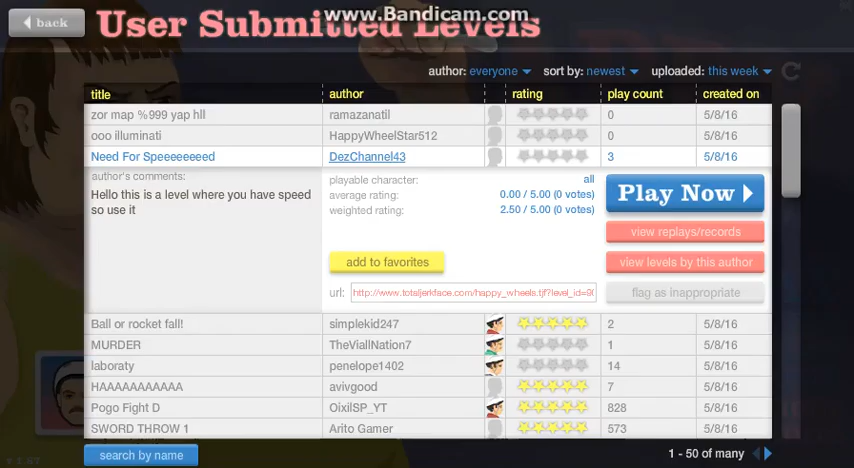 www.Bandicam.com
back
User Submitted Levels
author: everyone sort by: newest uploaded: this week
title author rating play count created on
zor map %999 yap hll ramazanatil 0 5/8/16
ooo illuminati HappyWheelStar512 0 5/8/16
Need For Speeeeeeeed DezChannel43 3 5/8/16
author's comments:
Hello this is a level where you have speed
so use it
playable character: all
average rating: 0.00 / 5.00 (0 votes)
weighted rating: 2.50 / 5.00 (0 votes)
Play Now
view replays/records
add to favorites
view levels by this author
url: http://www.totaljerkface.com/happy_wheels.tjf?level_id=9
flag as inappropriate
Ball or rocket fall! simplekid247 2 5/8/16
MURDER TheViallNation7 1 5/8/16
laboraty penelope1402 14 5/8/16
HAAAAAAAAAAA avivgood 7 5/8/16
Pogo Fight D OixilSP_YT 828 5/8/16
SWORD THROW 1 Arito Gamer 573 5/8/16
search by name
1 - 50 of many